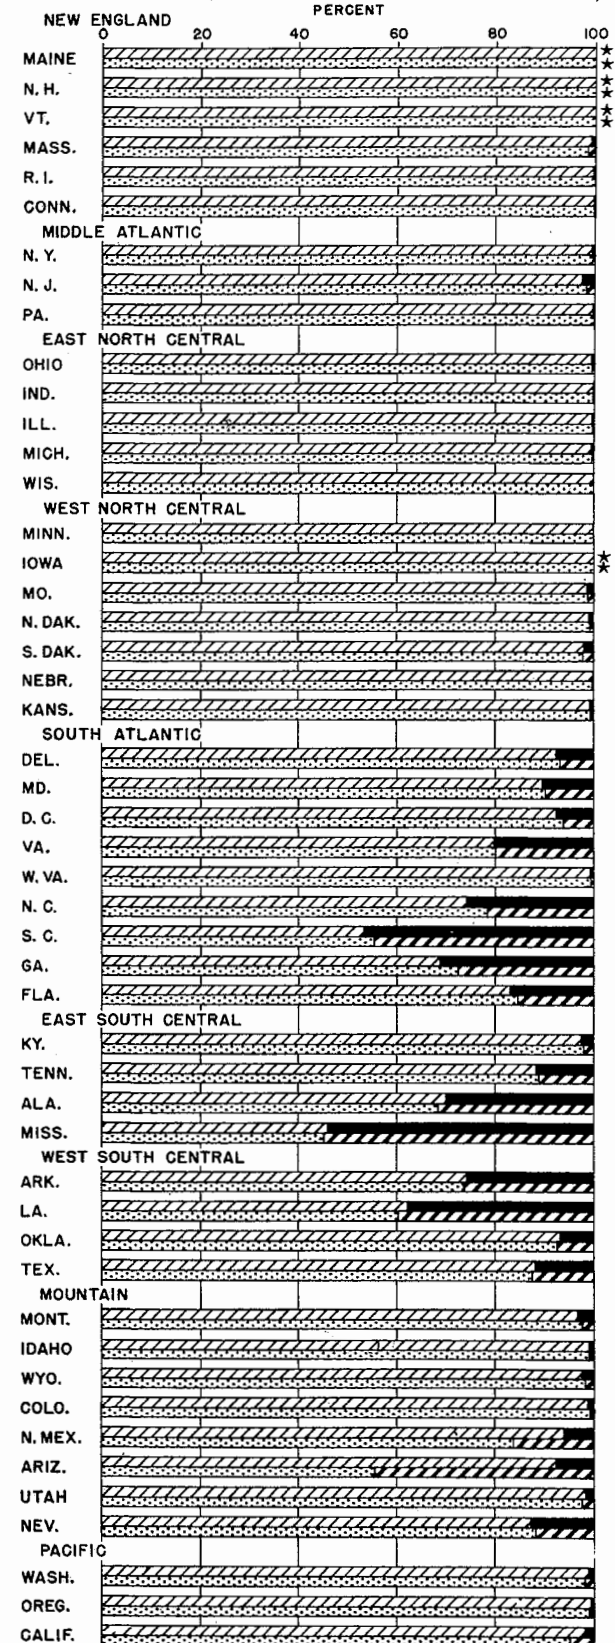 PERCENT
NEW ENGLAND
0 20 40 60 80 100
MAINE
N. H.
VT.
MASS.
R. I.
CONN.
MIDDLE ATLANTIC
N. Y.
N. J.
PA.
EAST NORTH CENTRAL
OHIO
IND.
ILL.
MICH.
WIS.
WEST NORTH CENTRAL
MINN.
IOWA
MO.
N. DAK.
S. DAK.
NEBR.
KANS.
SOUTH ATLANTIC
DEL.
MD.
D. C.
VA.
W. VA.
N. C.
S. C.
GA.
FLA.
EAST SOUTH CENTRAL
KY.
TENN.
ALA.
MISS.
WEST SOUTH CENTRAL
ARK.
LA.
OKLA.
TEX.
MOUNTAIN
MONT.
IDAHO
WYO.
COLO.
N. MEX.
ARIZ.
UTAH
NEV.
PACIFIC
WASH.
OREG.
CALIF.